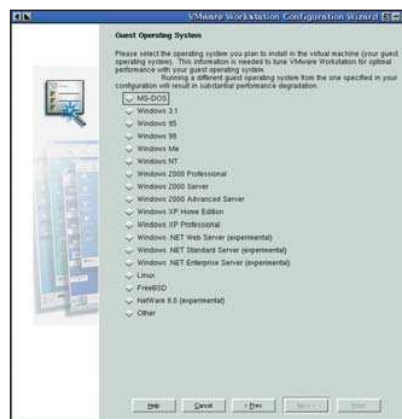 VMware Workstation Configuration Wizard
Guest Operating System
Please select the operating system you plan to install in the virtual machine (your guest
operating system). This information is needed to tune VMware Workstation for optimal
performance with your guest operating system.
Running a different guest operating system from the one specified in your
configuration will result in substantial performance degradation.
MS-DOS
Windows 3.1
Windows 95
Windows 98
Windows Me
Windows NT
Windows 2000 Professional
Windows 2000 Server
Windows 2000 Advanced Server
Windows XP Home Edition
Windows XP Professional
Windows .NET Web Server (experimental)
Windows .NET Standard Server (experimental)
Windows .NET Enterprise Server (experimental)
Linux
FreeBSD
NetWare 6.0 (experimental)
Other
Help Cancel < Prev Next >